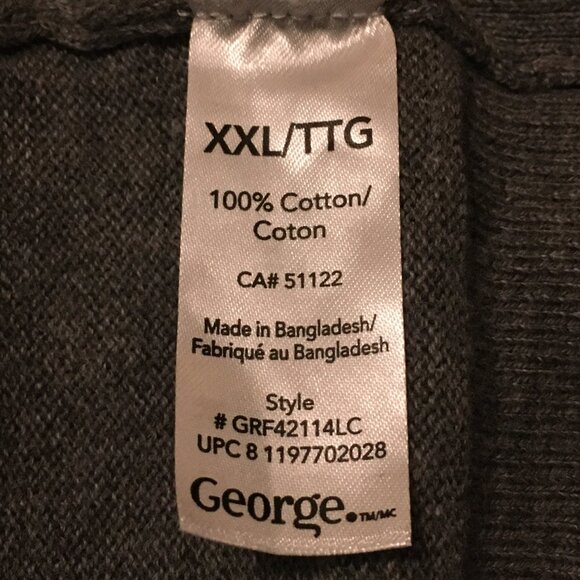 XXL/TTG
100% Cotton/
Coton
CA# 51122
Made in Bangladesh/
Fabriqué au Bangladesh
Style
# GRF42114LC
UPC 8 1197702028
George.TM/MC